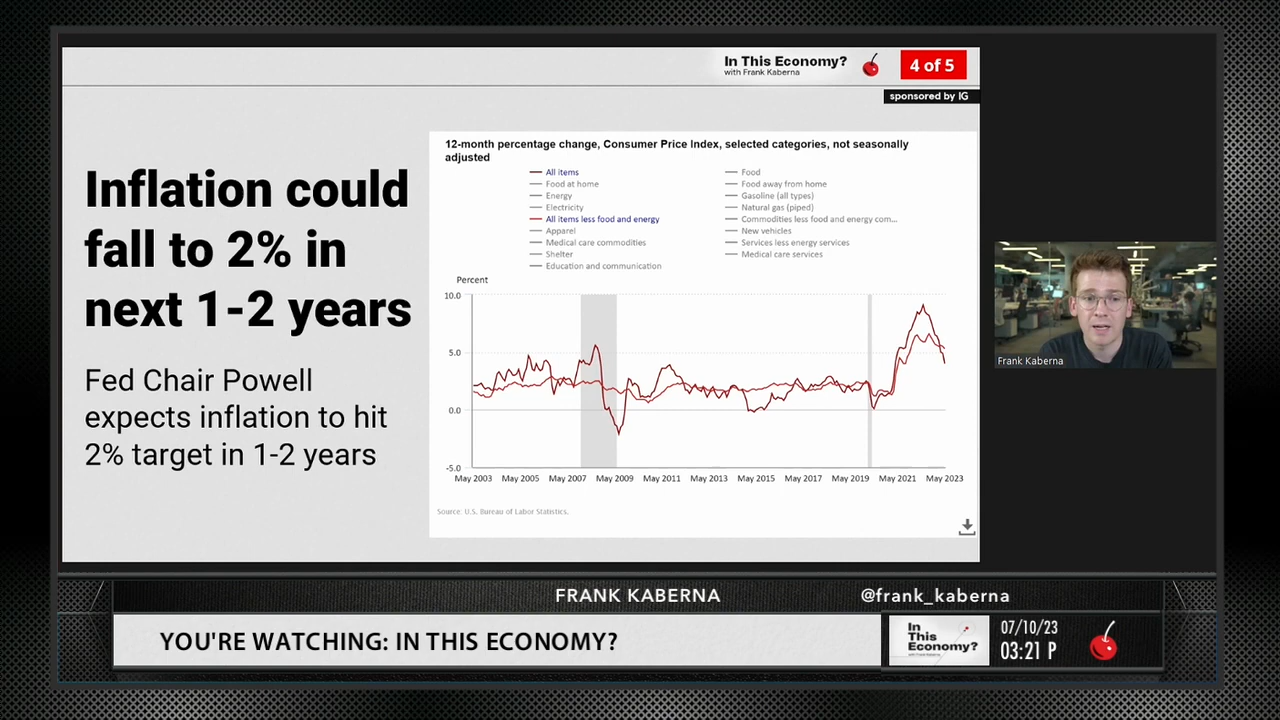 In This Economy?
with Frank Kaberna
4 of 5
sponsored by IG
Inflation could
fall to 2% in
next 1-2 years
Fed Chair Powell
expects inflation to hit
2% target in 1-2 years
12-month percentage change, Consumer Price Index, selected categories, not seasonally
adjusted
All items
Food at home
Energy
Electricity
All items less food and energy
Apparel
Medical care commodities
Shelter
Education and communication
Food
Food away from home
Gasoline (all types)
Natural gas (piped)
Commodities less food and energy com...
New vehicles
Services less energy services
Medical care services
Percent
10.0
5.0
0.0
-5.0
May 2003 May 2005 May 2007 May 2009 May 2011 May 2013 May 2015 May 2017 May 2019 May 2021 May 2023
Source: U.S. Bureau of Labor Statistics.
Frank Kaberna
FRANK KABERNA
@frank_kaberna
YOU'RE WATCHING: IN THIS ECONOMY?
In
This
Economy?
with Frank Kaberna
07/10/23
03:21 P